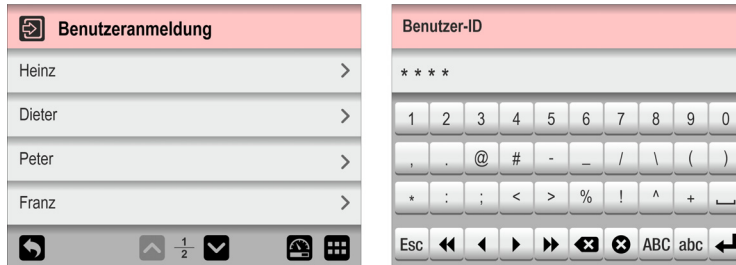 Benutzeranmeldung
Heinz
Dieter
Peter
Franz
1
2
Benutzer-ID
* * * *
1 2 3 4 5 6 7 8 9 0
, . @ # - _ / \ ( )
* : ; < > % ! ^ +
Esc ABC abc